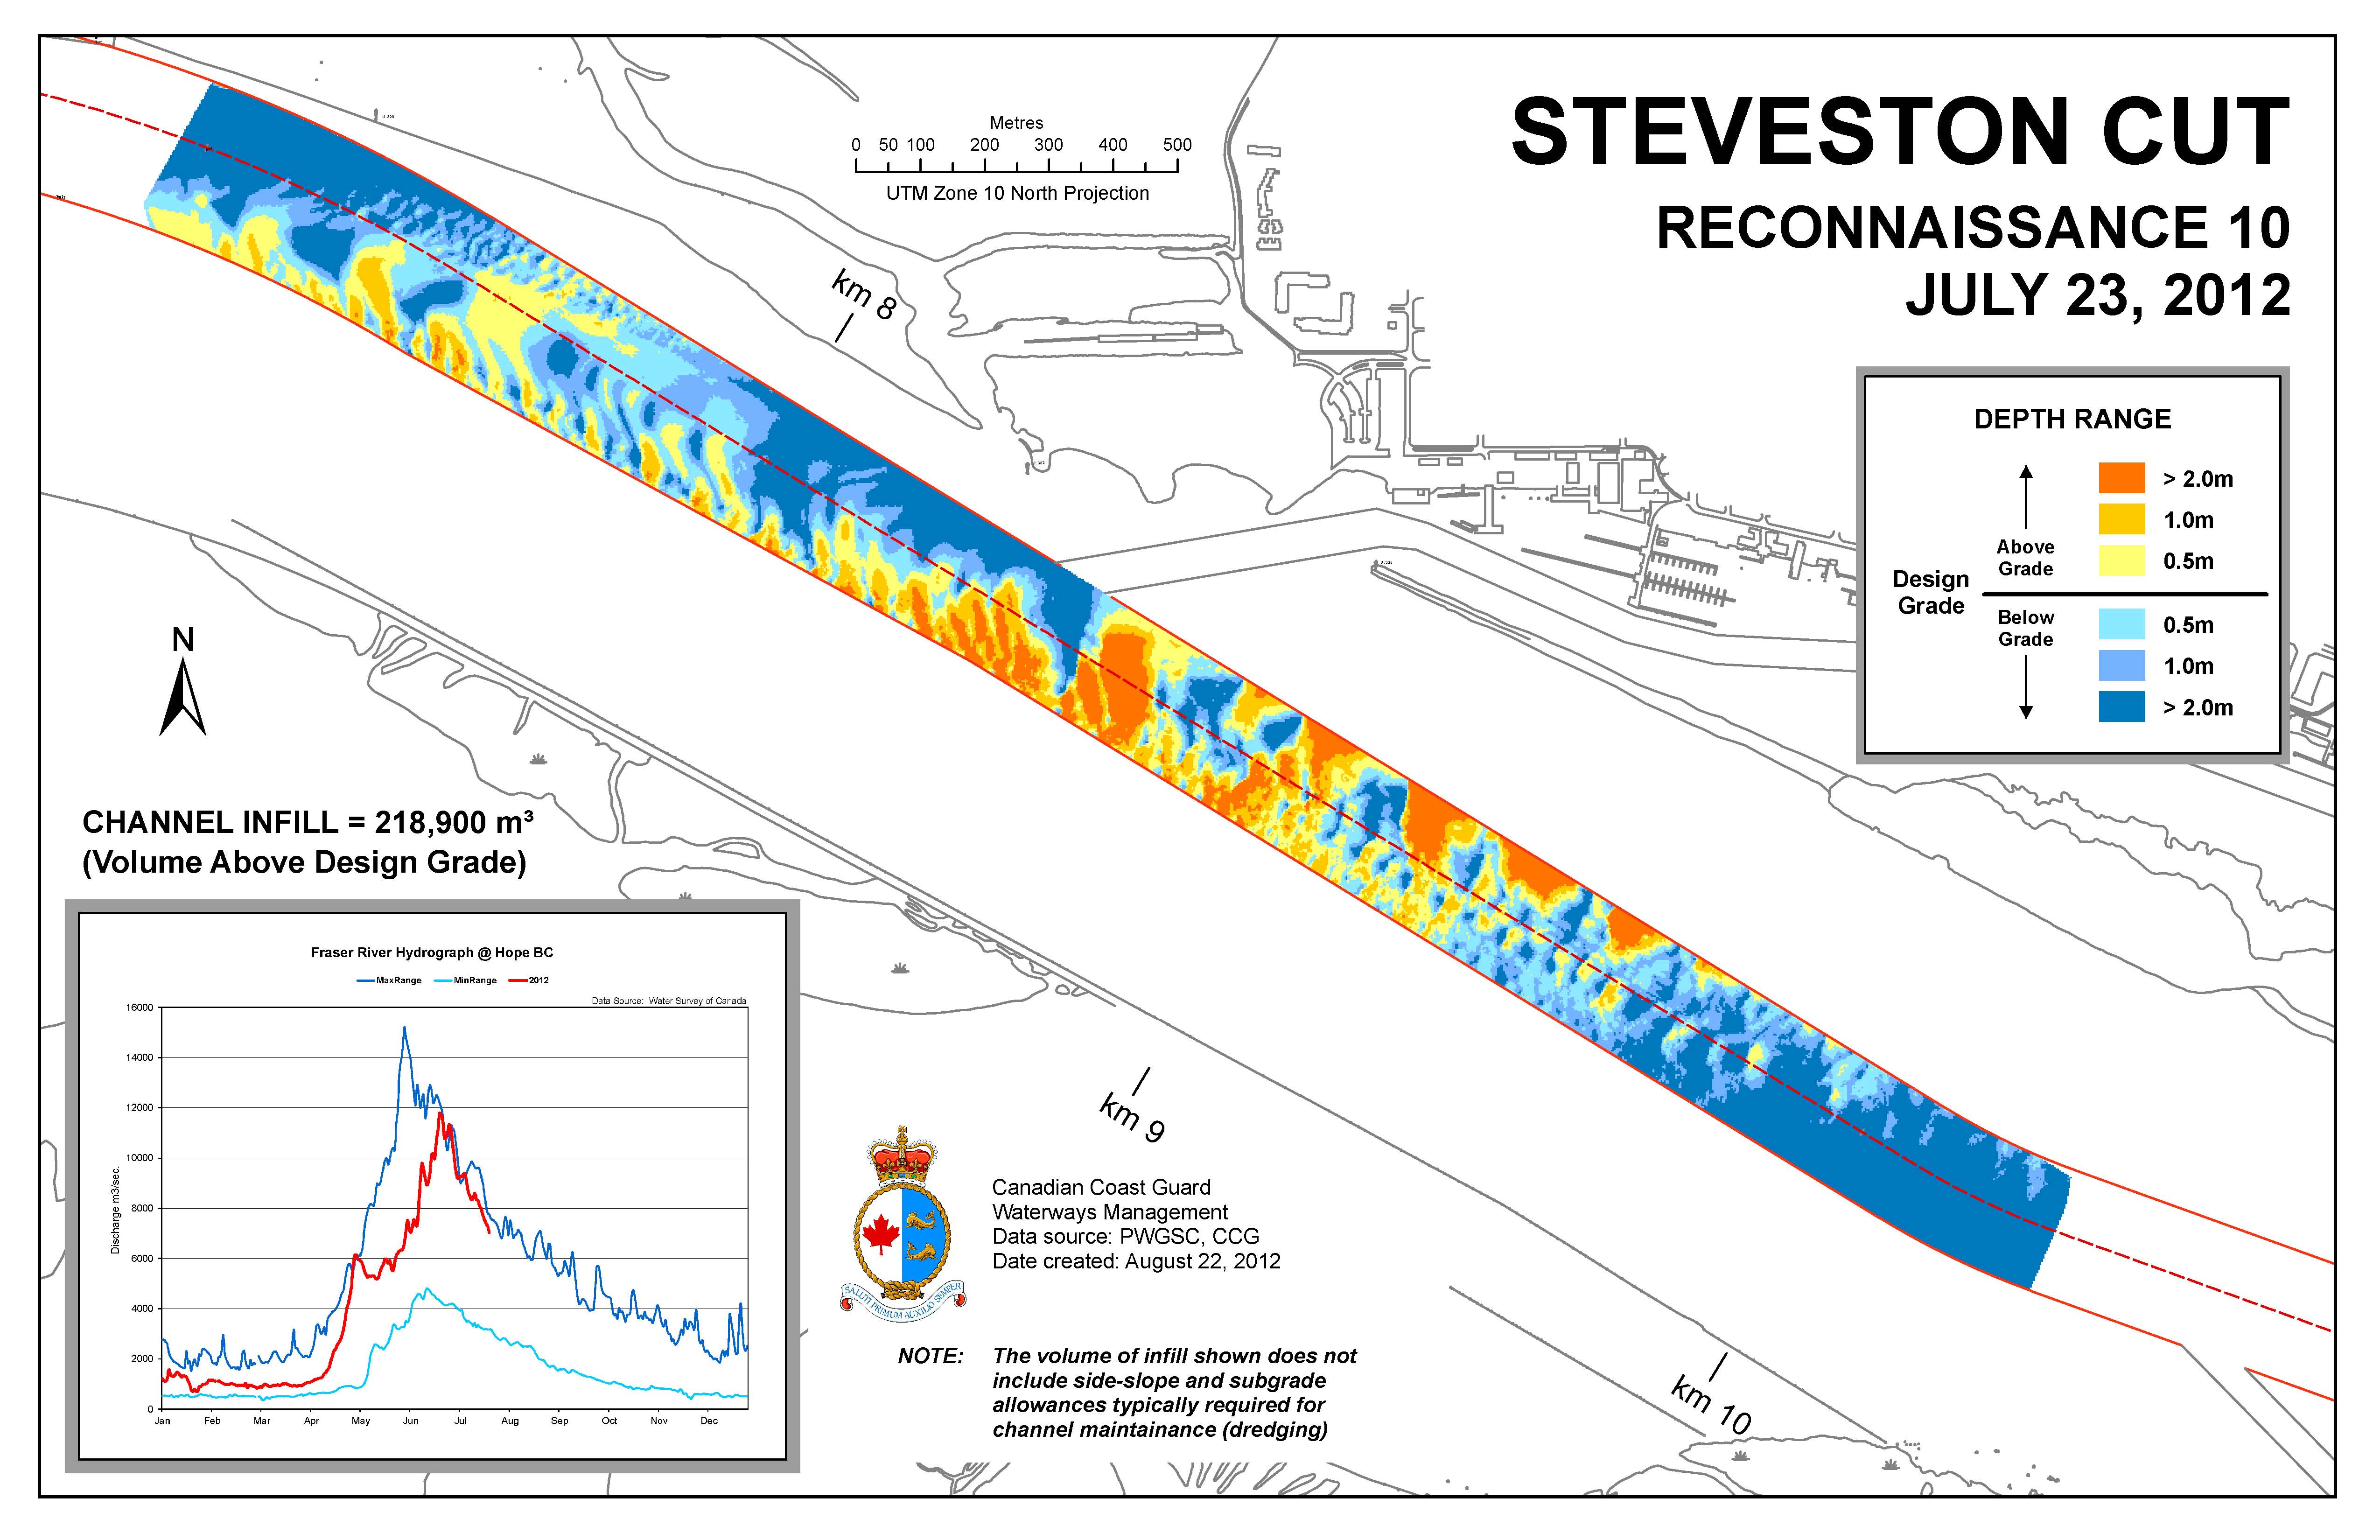 STEVESTON CUT
RECONNAISSANCE 10
JULY 23, 2012
Metres
0 50 100 200 300 400 500
UTM Zone 10 North Projection
km 8
DEPTH RANGE
> 2.0m
1.0m
Above
Grade
0.5m
Design
Grade
Below
Grade
0.5m
1.0m
> 2.0m
N
CHANNEL INFILL = 218,900 m³
(Volume Above Design Grade)
Fraser River Hydrograph @ Hope BC
MaxRange MinRange 2012
Data Source: Water Survey of Canada
Discharge m3/sec.
16000
14000
12000
10000
8000
6000
4000
2000
0
Jan Feb Mar Apr May Jun Jul Aug Sep Oct Nov Dec
km 9
km 10
SALUTI PRIMUM AUXILIO SEMPER
Canadian Coast Guard
Waterways Management
Data source: PWGSC, CCG
Date created: August 22, 2012
NOTE: The volume of infill shown does not
include side-slope and subgrade
allowances typically required for
channel maintainance (dredging)